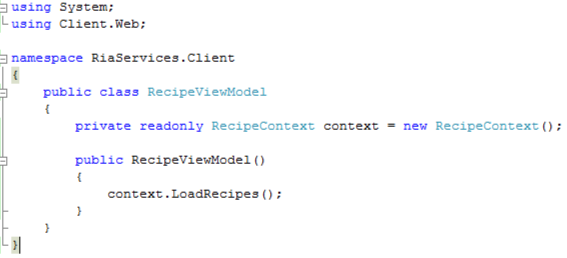 using System;
using Client.Web;
namespace RiaServices.Client
{
public class RecipeViewModel
{
private readonly RecipeContext context = new RecipeContext();
public RecipeViewModel()
{
context.LoadRecipes();
}
}
}